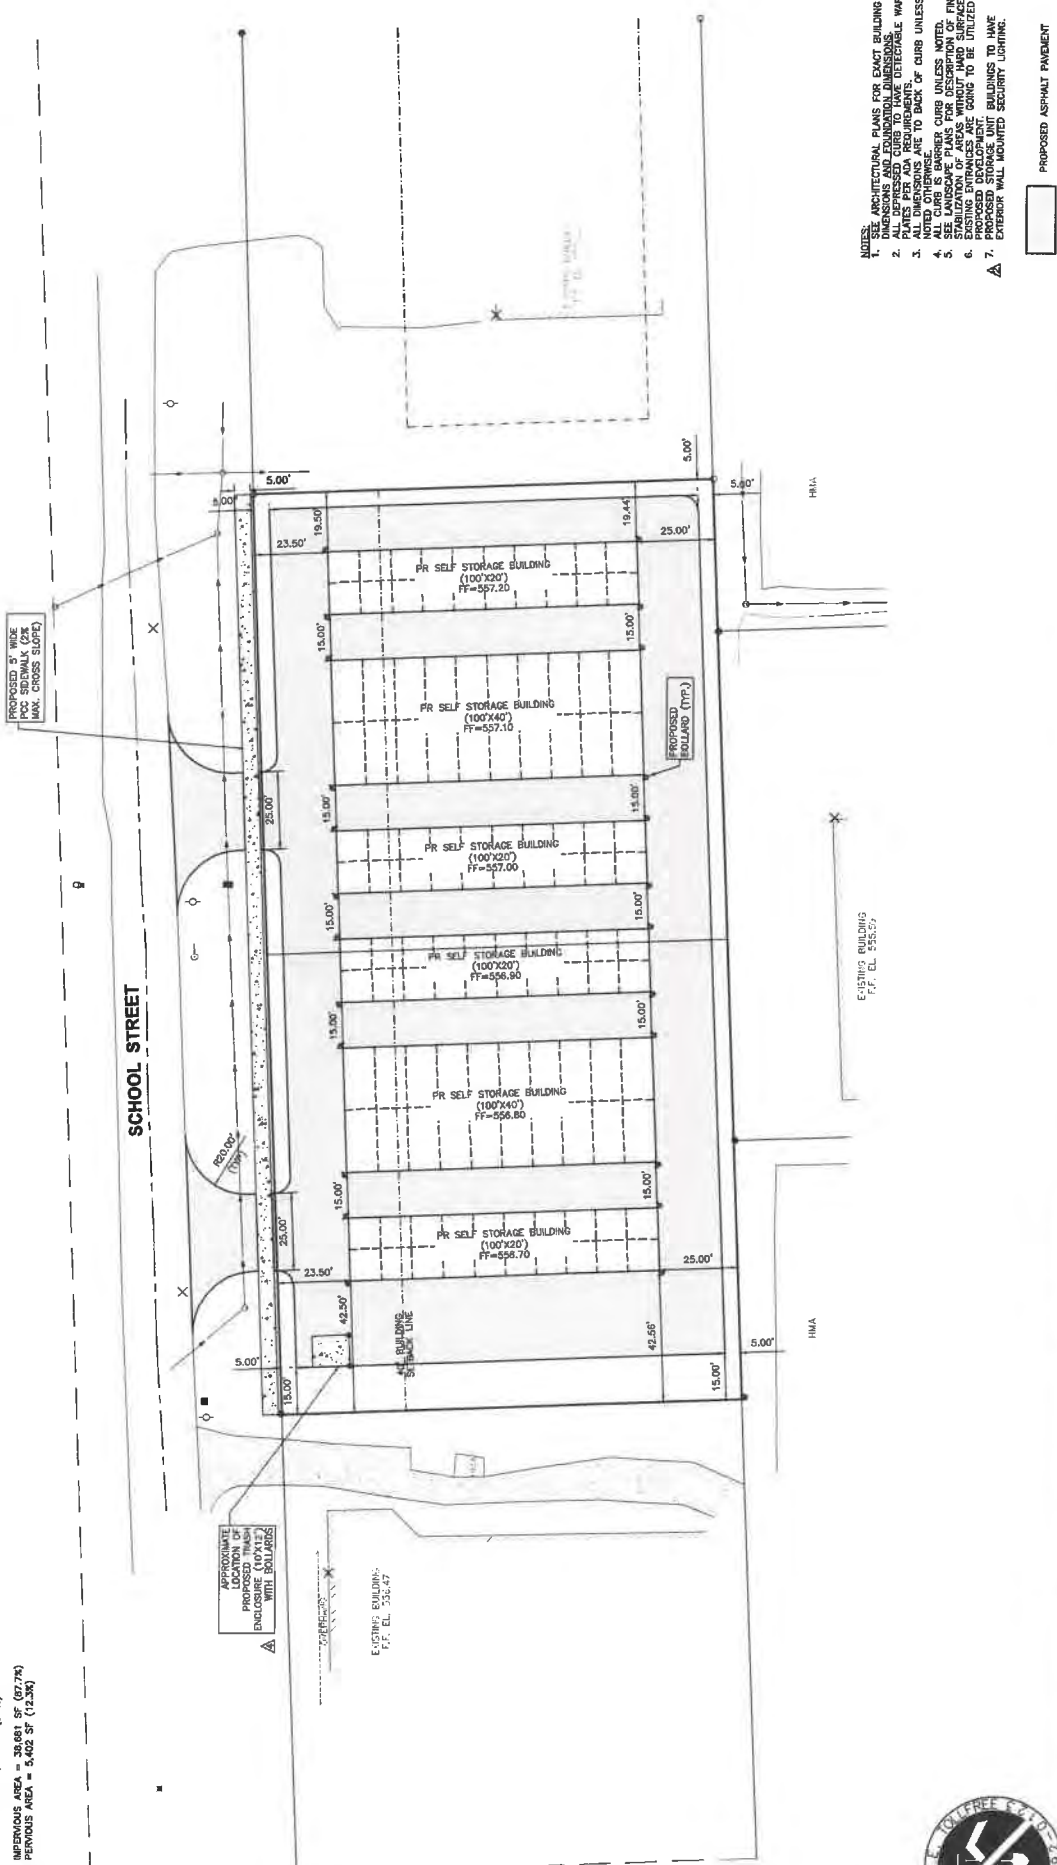 IMPERVIOUS AREA = 38,681 SF (87.7%)
PERVIOUS AREA = 5,402 SF (12.3%)
SCHOOL STREET
PROPOSED 5' WIDE
PCC SIDEWALK (2%
MAX. CROSS SLOPE)
5.00'
5.00'
5.00'
5.00'
23.50'
19.50'
19.44'
25.00'
PR SELF STORAGE BUILDING
(100'X20')
FF=557.20
15.00'
15.00'
PR SELF STORAGE BUILDING
(100'X40')
FF=557.10
PROPOSED
BOLLARD (TYP.)
25.00'
15.00'
15.00'
PR SELF STORAGE BUILDING
(100'X20')
FF=557.00
15.00'
15.00'
PR SELF STORAGE BUILDING
(100'X20')
FF=556.90
15.00'
15.00'
R20.00'
(TYP.)
PR SELF STORAGE BUILDING
(100'X40')
FF=556.80
15.00'
15.00'
25.00'
PR SELF STORAGE BUILDING
(100'X20')
FF=556.70
23.50'
25.00'
42.50'
42.56'
40' BUILDING
SETBACK LINE
5.00'
15.00'
15.00'
5.00'
HMA
HMA
APPROXIMATE
LOCATION OF
PROPOSED TRASH
ENCLOSURE (10'X12')
WITH BOLLARDS
OVERHANG
EXISTING BUILDING
EXISTING BUILDING
NOTES:
1. SEE ARCHITECTURAL PLANS FOR EXACT BUILDING
DIMENSIONS AND FOUNDATION DIMENSIONS.
2. ALL DEPRESSED CURB TO HAVE DETECTABLE
PLATES PER ADA REQUIREMENTS.
3. ALL DIMENSIONS ARE TO BACK OF CURB UNLESS
NOTED OTHERWISE.
4. ALL CURB IS BARRIER CURB UNLESS NOTED.
5. SEE LANDSCAPE PLANS FOR DESCRIPTION OF
STABILIZATION OF AREAS WITHOUT HARD SURFACE
6. EXISTING ENTRANCES ARE GOING TO BE UTILIZED
PROPOSED DEVELOPMENT.
7. PROPOSED STORAGE UNIT BUILDINGS TO HAVE
EXTERIOR WALL MOUNTED SECURITY LIGHTING.
PROPOSED ASPHALT PAVEMENT
TOLLFREE